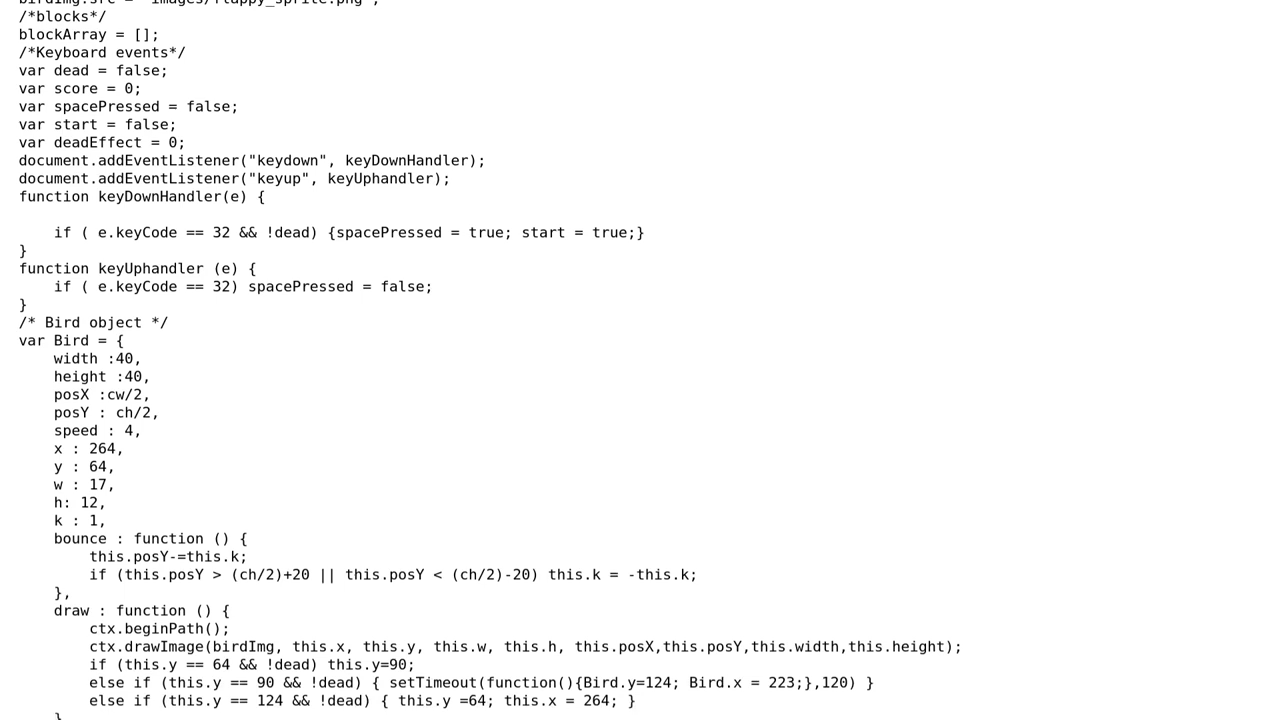 birdImg.src = "images/flappy_sprite.png";
/*blocks*/
blockArray = [];
/*Keyboard events*/
var dead = false;
var score = 0;
var spacePressed = false;
var start = false;
var deadEffect = 0;
document.addEventListener("keydown", keyDownHandler);
document.addEventListener("keyup", keyUphandler);
function keyDownHandler(e) {
    if ( e.keyCode == 32 && !dead) {spacePressed = true; start = true;}
}
function keyUphandler (e) {
    if ( e.keyCode == 32) spacePressed = false;
}
/* Bird object */
var Bird = {
    width :40,
    height :40,
    posX :cw/2,
    posY : ch/2,
    speed : 4,
    x : 264,
    y : 64,
    w : 17,
    h: 12,
    k : 1,
    bounce : function () {
        this.posY-=this.k;
        if (this.posY > (ch/2)+20 || this.posY < (ch/2)-20) this.k = -this.k;
    },
    draw : function () {
        ctx.beginPath();
        ctx.drawImage(birdImg, this.x, this.y, this.w, this.h, this.posX,this.posY,this.width,this.height);
        if (this.y == 64 && !dead) this.y=90;
        else if (this.y == 90 && !dead) { setTimeout(function(){Bird.y=124; Bird.x = 223;},120) }
        else if (this.y == 124 && !dead) { this.y =64; this.x = 264; }
    }